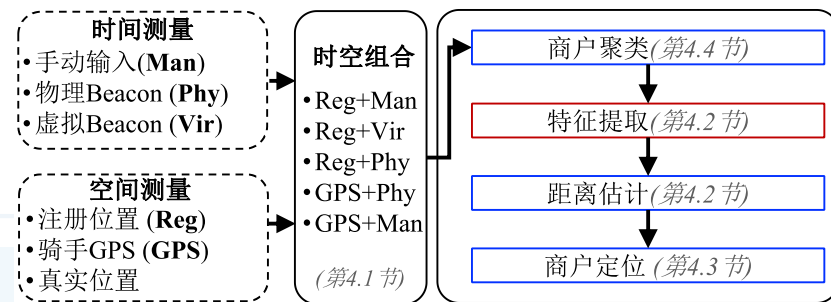 时间测量
•手动输入(Man)
•物理Beacon (Phy)
•虚拟Beacon (Vir)
空间测量
•注册位置 (Reg)
•骑手GPS (GPS)
•真实位置
时空组合
•Reg+Man
•Reg+Vir
•Reg+Phy
•GPS+Phy
•GPS+Man
(第4.1节)
商户聚类(第4.4节)
特征提取(第4.2节)
距离估计(第4.2节)
商户定位 (第4.3节)